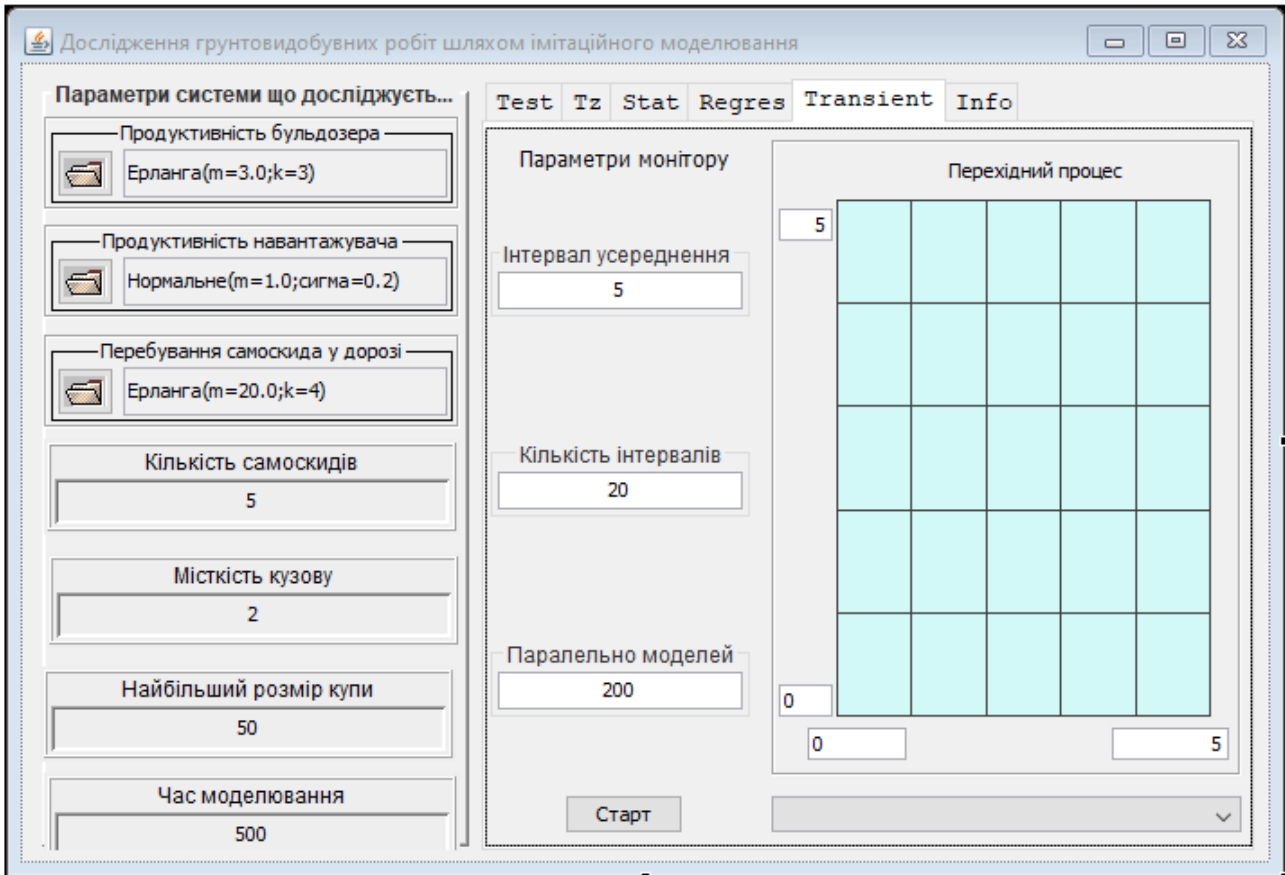 Дослідження грунтовидобувних робіт шляхом імітаційного моделювання
Параметри системи що досліджуєть...
Продуктивність бульдозера
Ерланга(m=3.0;k=3)
Продуктивність навантажувача
Нормальне(m=1.0;сигма=0.2)
Перебування самоскида у дорозі
Ерланга(m=20.0;k=4)
Кількість самоскидів
5
Місткість кузову
2
Найбільший розмір купи
50
Час моделювання
500
Test Tz Stat Regres Transient Info
Параметри монітору
Інтервал усереднення
5
Кількість інтервалів
20
Паралельно моделей
200
Старт
Перехідний процес
5
0
0 5